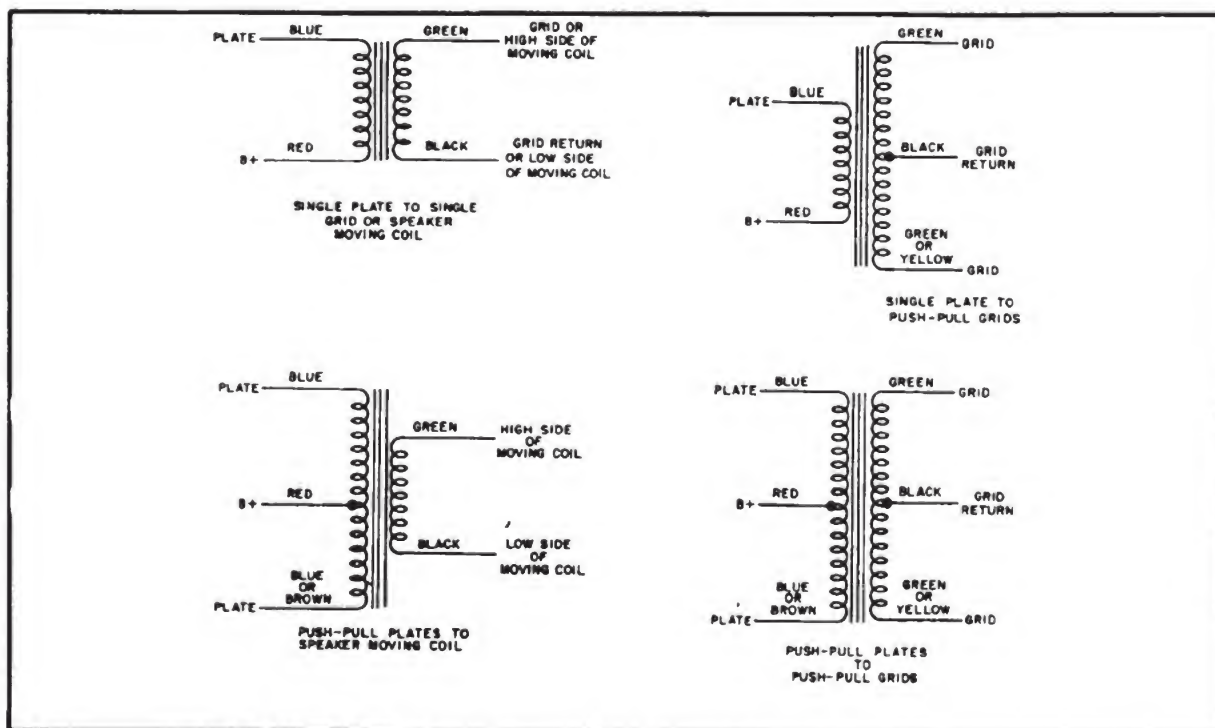 BLUE
GREEN
PLATE
GRID OR
HIGH SIDE OF
MOVING COIL
RED
BLACK
B+
GRID RETURN
OR LOW SIDE
OF MOVING COIL
SINGLE PLATE TO SINGLE
GRID OR SPEAKER
MOVING COIL
GREEN
GRID
BLUE
PLATE
BLACK
GRID
RETURN
RED
B+
GREEN
OR
YELLOW
GRID
SINGLE PLATE TO
PUSH-PULL GRIDS
BLUE
PLATE
GREEN
HIGH SIDE
OF
MOVING COIL
RED
B+
BLACK
LOW SIDE
OF
MOVING COIL
BLUE
OR
BROWN
PLATE
PUSH-PULL PLATES TO
SPEAKER MOVING COIL
BLUE
GREEN
PLATE
GRID
RED
BLACK
B+
GRID
RETURN
BLUE
OR
BROWN
GREEN
OR
YELLOW
PLATE
GRID
PUSH-PULL PLATES
TO
PUSH-PULL GRIDS